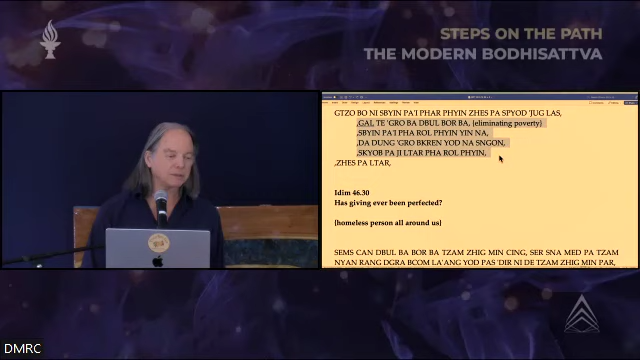 STEPS ON THE PATH
THE MODERN BODHISATTVA
GTZO BO NI SBYIN PA'I PHAR PHYIN ZHES PA SPYOD 'JUG LAS,
,GAL TE 'GRO BA DBUL BOR BA, (eliminating poverty)
,SBYIN PA'I PHA ROL PHYIN YIN NA,
,DA DUNG 'GRO BKREN YOD NA SNGON,
,SKYOB PA JI LTAR PHA ROL PHYIN,
,ZHES PA LTAR,
Idim 46.30
Has giving ever been perfected?
(homeless person all around us)
SEMS CAN DBUL BA BOR BA TZAM ZHIG MIN CING, SER SNA MED PA TZAM
NYAN RANG DGRA BCOM LA'ANG YOD PAS 'DIR NI DE TZAM ZHIG MIN PAR,
DMRC